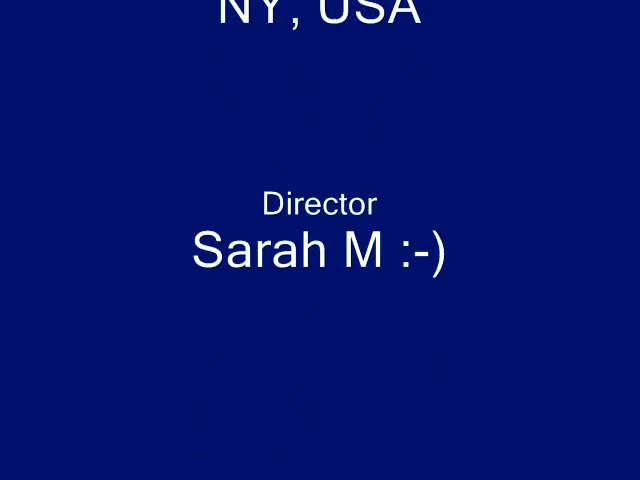 NY, USA
Director
Sarah M :-)